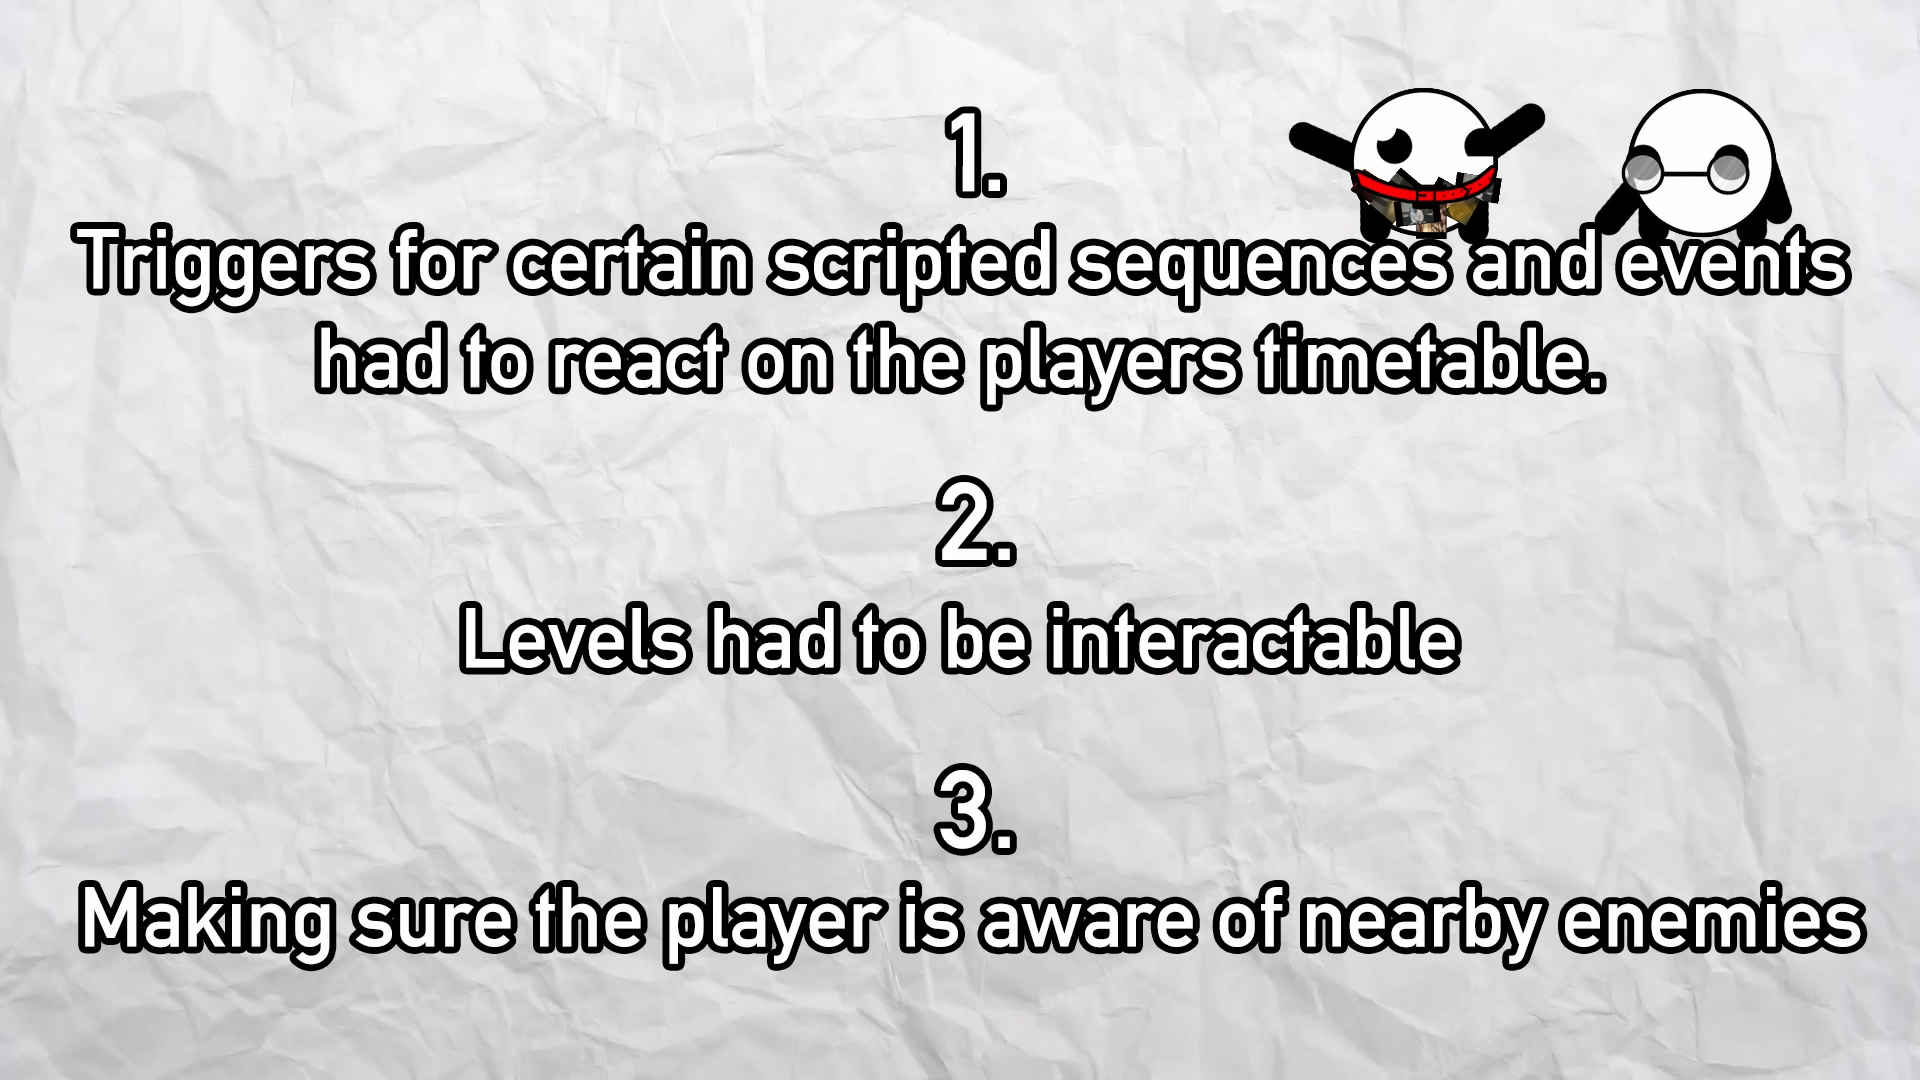 1.
Triggers for certain scripted sequences and events
had to react on the players timetable.
2.
Levels had to be interactable
3.
Making sure the player is aware of nearby enemies